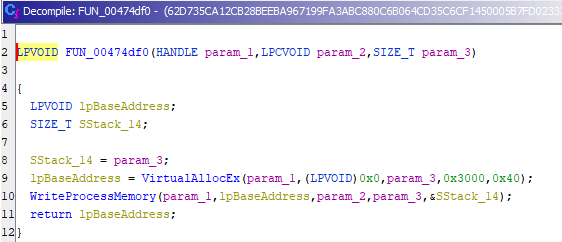 Decompile: FUN_00474df0 - (62D735CA12CB28BEEBA967199FA3ABC880C6B064CD35C6CF1450005B7FD0233
1
2 LPVOID FUN_00474df0(HANDLE param_1,LPCVOID param_2,SIZE_T param_3)
3
4 {
5 LPVOID lpBaseAddress;
6 SIZE_T SStack_14;
7
8 SStack_14 = param_3;
9 lpBaseAddress = VirtualAllocEx(param_1,(LPVOID)0x0,param_3,0x3000,0x40);
10 WriteProcessMemory(param_1,lpBaseAddress,param_2,param_3,&SStack_14);
11 return lpBaseAddress;
12 }